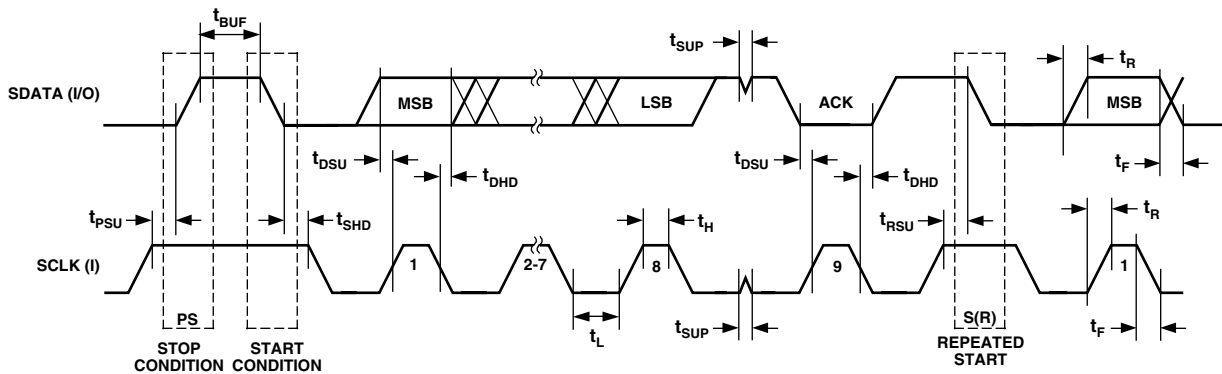 tBUF
tSUP
tR
SDATA (I/O)
MSB
LSB
ACK
MSB
tDSU
tDHD
tDSU
tDHD
tF
tPSU
tSHD
tH
tRSU
tR
SCLK (I)
1
2-7
8
9
1
PS
tL
tSUP
S(R)
tF
STOP
CONDITION
START
CONDITION
REPEATED
START